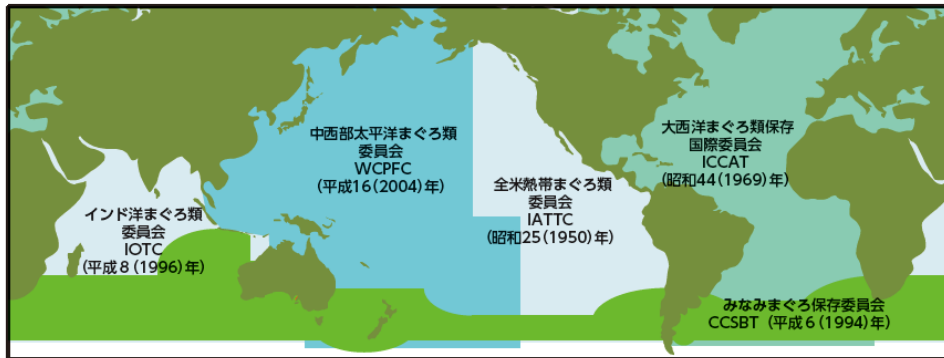 中西部太平洋まぐろ類
委員会
WCPFC
(平成16(2004)年)
全米熱帯まぐろ類
委員会
IATTC
(昭和25(1950)年)
大西洋まぐろ類保存
国際委員会
ICCAT
(昭和44(1969)年)
インド洋まぐろ類
委員会
IOTC
(平成8(1996)年)
みなみまぐろ保存委員会
CCSBT (平成6(1994)年)